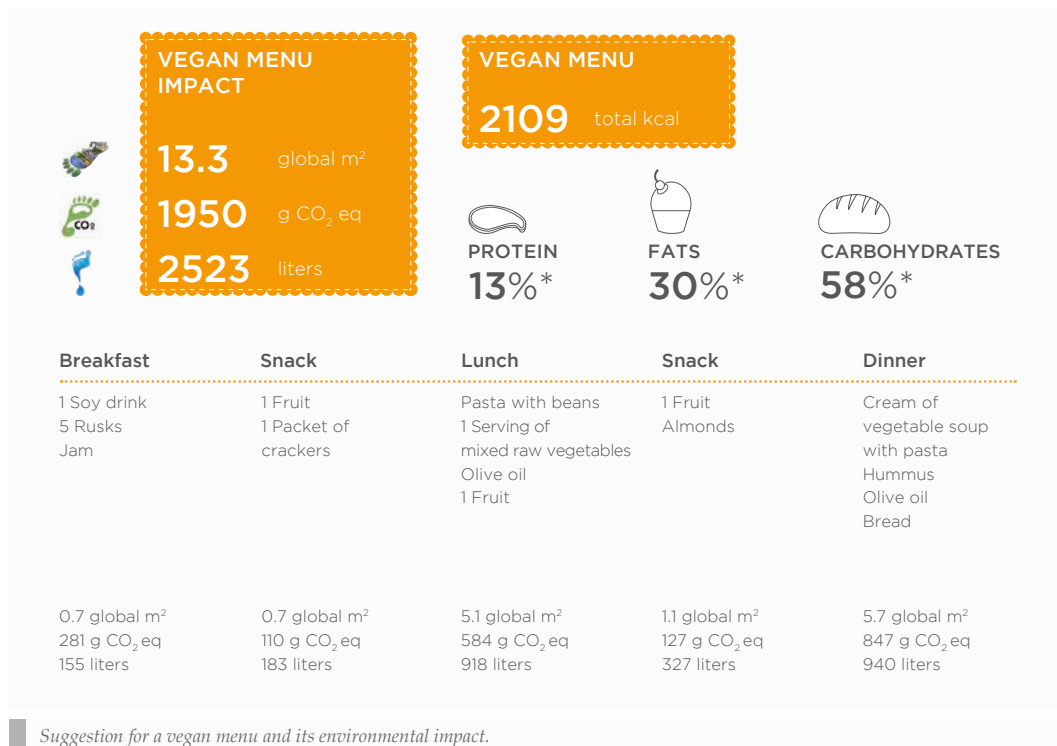 VEGAN MENU
IMPACT
13.3 global m²
CO₂
1950 g CO₂ eq
2523 liters
VEGAN MENU
2109 total kcal
PROTEIN
13%*
FATS
30%*
CARBOHYDRATES
58%*
Breakfast
1 Soy drink
5 Rusks
Jam
0.7 global m²
281 g CO₂ eq
155 liters
Snack
1 Fruit
1 Packet of
crackers
0.7 global m²
110 g CO₂ eq
183 liters
Lunch
Pasta with beans
1 Serving of
mixed raw vegetables
Olive oil
1 Fruit
5.1 global m²
584 g CO₂ eq
918 liters
Snack
1 Fruit
Almonds
1.1 global m²
127 g CO₂ eq
327 liters
Dinner
Cream of
vegetable soup
with pasta
Hummus
Olive oil
Bread
5.7 global m²
847 g CO₂ eq
940 liters
Suggestion for a vegan menu and its environmental impact.